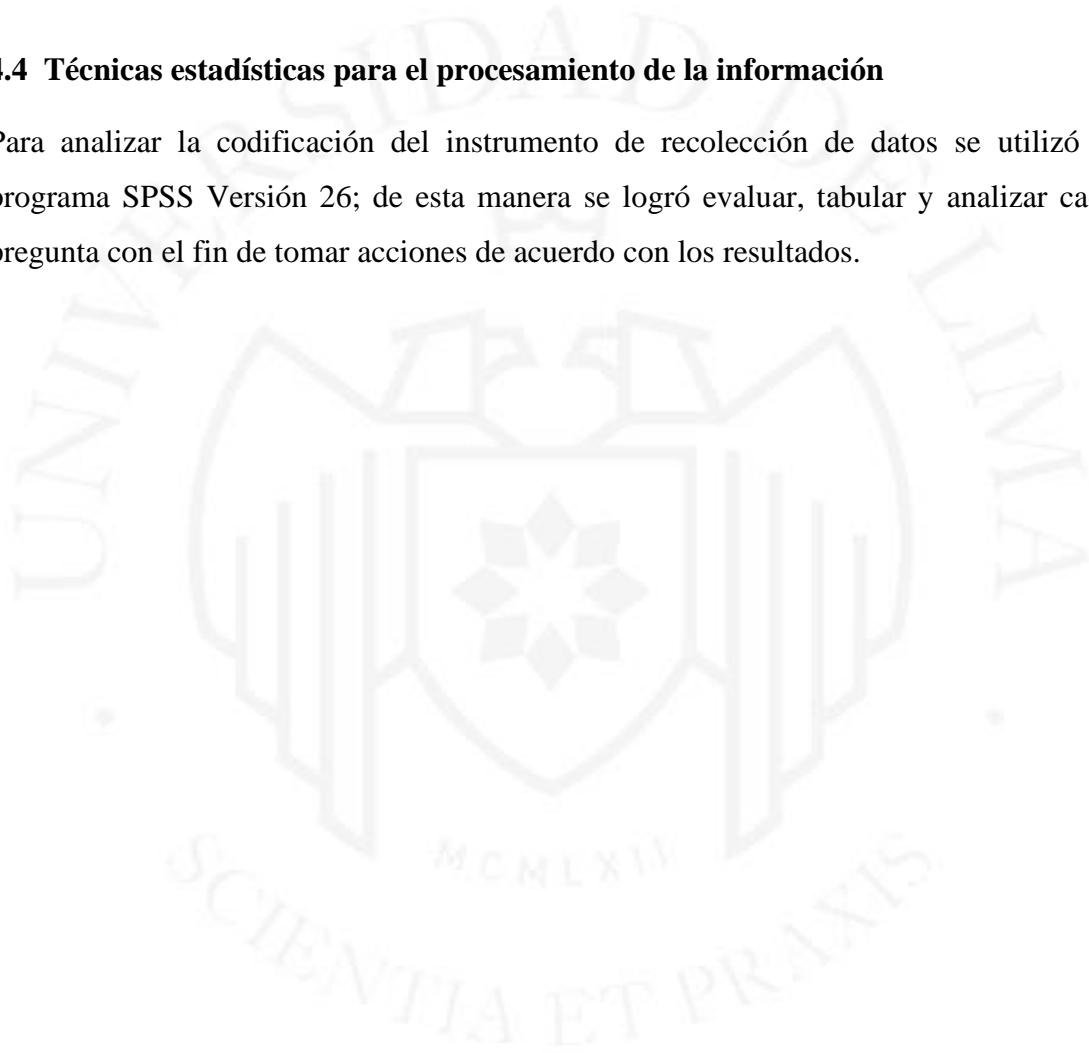 .4 Técnicas estadísticas para el procesamiento de la información
Para analizar la codificación del instrumento de recolección de datos se utilizó
programa SPSS Versión 26; de esta manera se logró evaluar, tabular y analizar ca
pregunta con el fin de tomar acciones de acuerdo con los resultados.
UNIVERSIDAD DE LIMA
MCMLXII
SCIENTIA ET PRAXIS